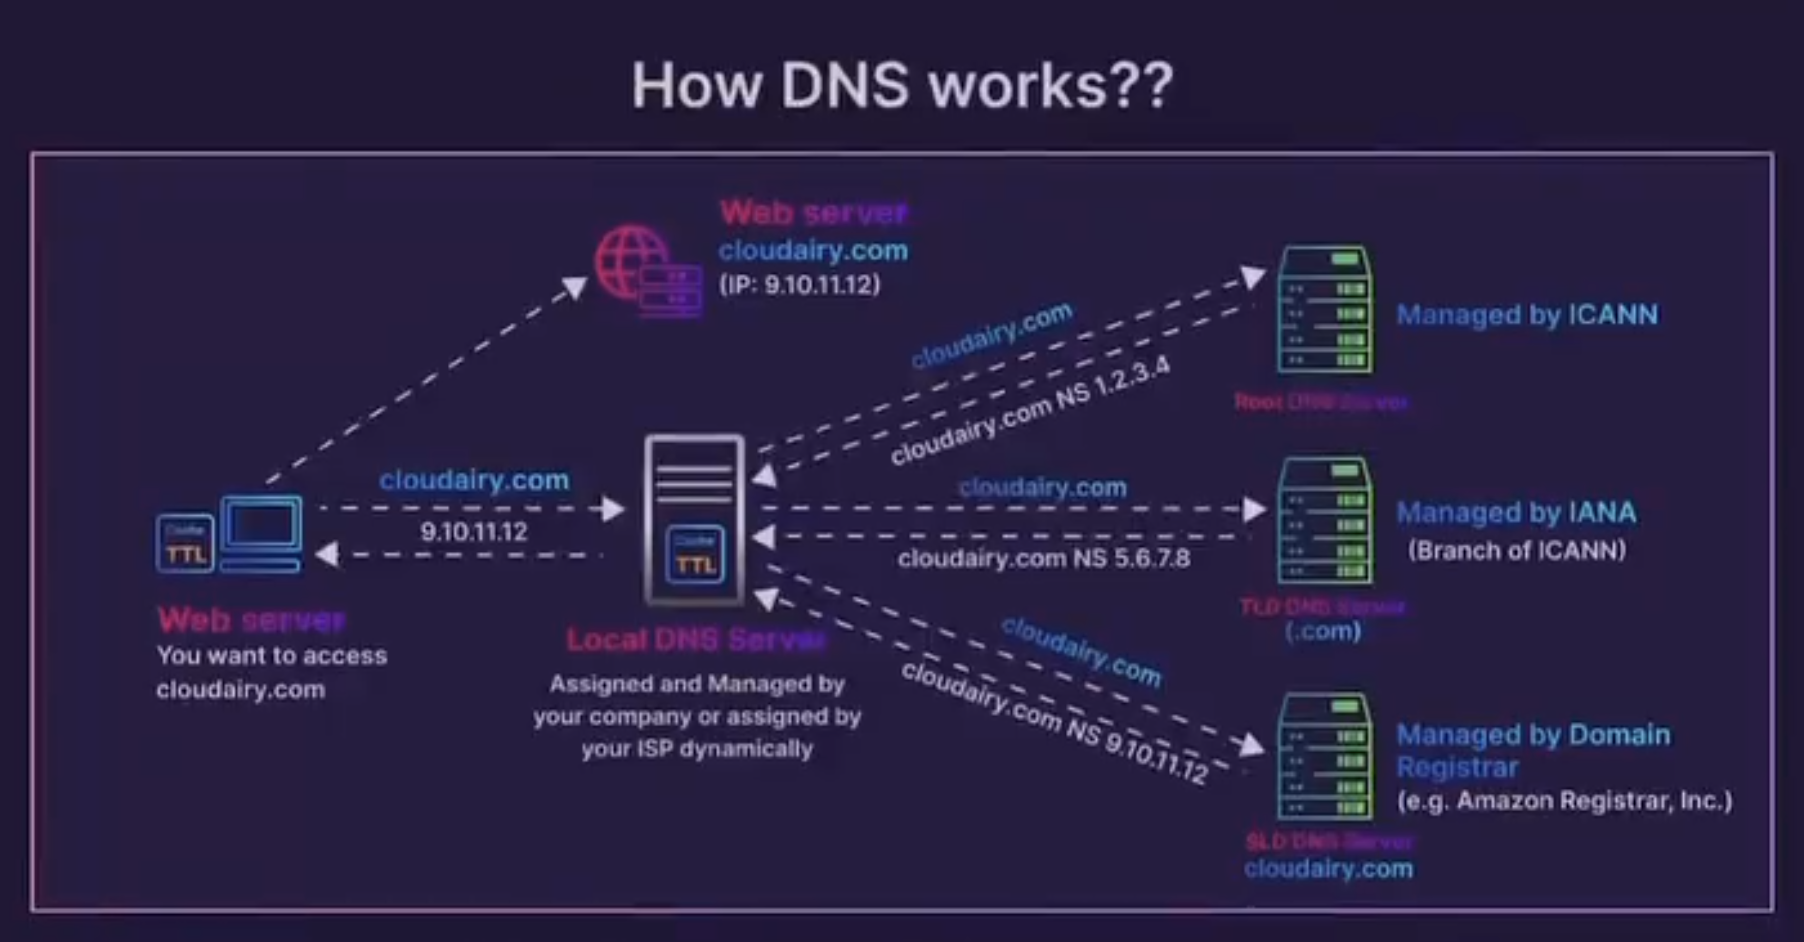 How DNS works??
Web server
cloudairy.com
(IP: 9.10.11.12)
cloudairy.com
cloudairy.com NS 1.2.3.4
Managed by ICANN
Root DNS Server
cloudairy.com
9.10.11.12
Cache
TTL
Web server
You want to access
cloudairy.com
Cache
TTL
Local DNS Server
Assigned and Managed by
your company or assigned by
your ISP dynamically
cloudairy.com
cloudairy.com NS 5.6.7.8
Managed by IANA
(Branch of ICANN)
TLD DNS Server
(.com)
cloudairy.com
cloudairy.com NS 9.10.11.12
Managed by Domain
Registrar
(e.g. Amazon Registrar, Inc.)
SLD DNS Server
cloudairy.com